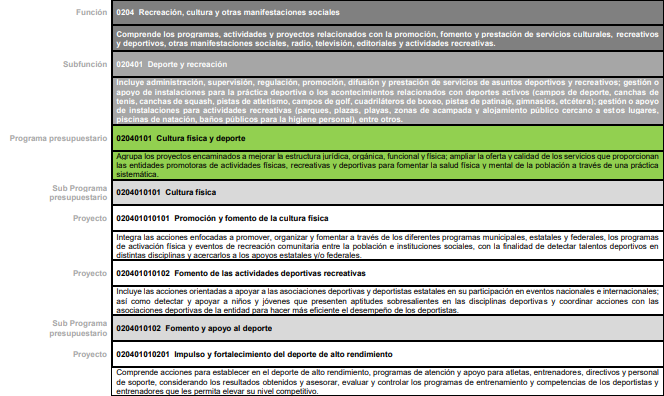 Función
0204 Recreación, cultura y otras manifestaciones sociales
Comprende los programas, actividades y proyectos relacionados con la promoción, fomento y prestación de servicios culturales, recreativos
y deportivos, otras manifestaciones sociales, radio, televisión, editoriales y actividades recreativas.
Subfunción
020401 Deporte y recreación
Incluye administración, supervisión, regulación, promoción, difusión y prestación de servicios de asuntos deportivos y recreativos; gestión o
apoyo de instalaciones para la práctica deportiva o los acontecimientos relacionados con deportes activos (campos de deporte, canchas de
tenis, canchas de squash, pistas de atletismo, campos de golf, cuadriláteros de boxeo, pistas de patinaje, gimnasios, etcétera); gestión o apoyo
de instalaciones para actividades recreativas (parques, plazas, playas, zonas de acampada y alojamiento público cercano a estos lugares,
piscinas de natación, baños públicos para la higiene personal), entre otros.
Programa presupuestario
02040101 Cultura física y deporte
Agrupa los proyectos encaminados a mejorar la estructura jurídica, orgánica, funcional y física; ampliar la oferta y calidad de los servicios que proporcionan
las entidades promotoras de actividades físicas, recreativas y deportivas para fomentar la salud física y mental de la población a través de una práctica
sistemática.
Sub Programa
presupuestario
0204010101 Cultura física
Proyecto
020401010101 Promoción y fomento de la cultura física
Integra las acciones enfocadas a promover, organizar y fomentar a través de los diferentes programas municipales, estatales y federales, los programas
de activación física y eventos de recreación comunitaria entre la población e instituciones sociales, con la finalidad de detectar talentos deportivos en
distintas disciplinas y acercarlos a los apoyos estatales y/o federales.
Proyecto
020401010102 Fomento de las actividades deportivas recreativas
Incluye las acciones orientadas a apoyar a las asociaciones deportivas y deportistas estatales en su participación en eventos nacionales e internacionales;
así como detectar y apoyar a niños y jóvenes que presenten aptitudes sobresalientes en las disciplinas deportivas y coordinar acciones con las
asociaciones deportivas de la entidad para hacer más eficiente el desempeño de los deportistas.
Sub Programa
presupuestario
0204010102 Fomento y apoyo al deporte
Proyecto
020401010201 Impulso y fortalecimiento del deporte de alto rendimiento
Comprende acciones para establecer en el deporte de alto rendimiento, programas de atención y apoyo para atletas, entrenadores, directivos y personal
de soporte, considerando los resultados obtenidos y asesorar, evaluar y controlar los programas de entrenamiento y competencias de los deportistas y
entrenadores que les permita elevar su nivel competitivo.